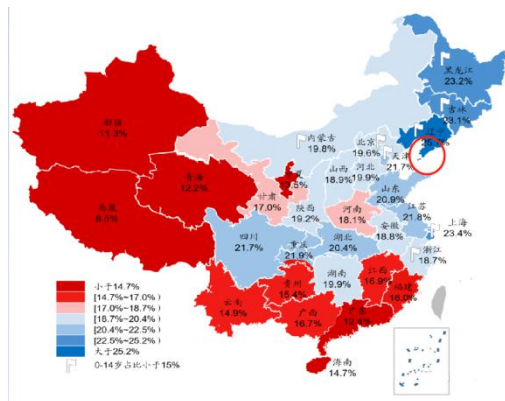 黑龙江
23.2%
吉林
23.1%
辽宁
新疆
11.3%
内蒙古
19.8%
北京
19.6%
天津
21.7%
河北
19.9%
山西
18.9%
青海
12.2%
甘肃
17.0%
山东
20.9%
陕西
19.2%
河南
18.1%
江苏
21.8%
安徽
18.8%
上海
23.4%
四川
21.7%
重庆
21.9%
湖北
20.4%
浙江
18.7%
湖南
19.9%
江西
16.9%
贵州
15.4%
福建
16.0%
云南
14.9%
广西
16.7%
广东
12.4%
海南
14.7%
小于14.7%
[14.7%~17.0%)
[17.0%~18.7%)
[18.7%~20.4%)
[20.4%~22.5%)
[22.5%~25.2%)
大于25.2%
0-14岁占比小于15%